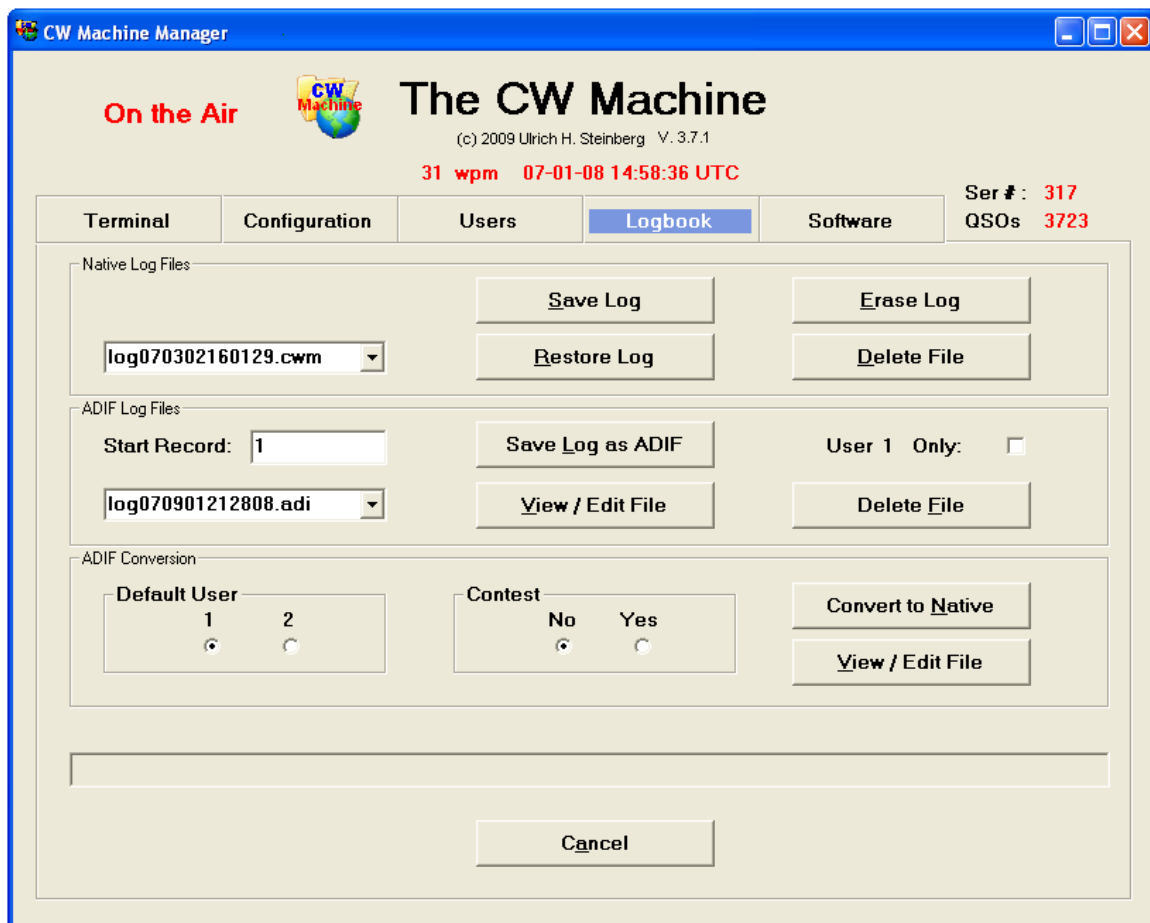 CW Machine Manager
On the Air
CW
Machine
The CW Machine
(c) 2009 Ulrich H. Steinberg V. 3.7.1
31 wpm 07-01-08 14:58:36 UTC
Ser # : 317
QSOs 3723
Terminal
Configuration
Users
Logbook
Software
Native Log Files
Save Log
Erase Log
log070302160129.cwm
Restore Log
Delete File
ADIF Log Files
Start Record: 1
Save Log as ADIF
User 1 Only:
log070901212808.adi
View / Edit File
Delete File
ADIF Conversion
Default User
1 2
Contest
No Yes
Convert to Native
View / Edit File
Cancel